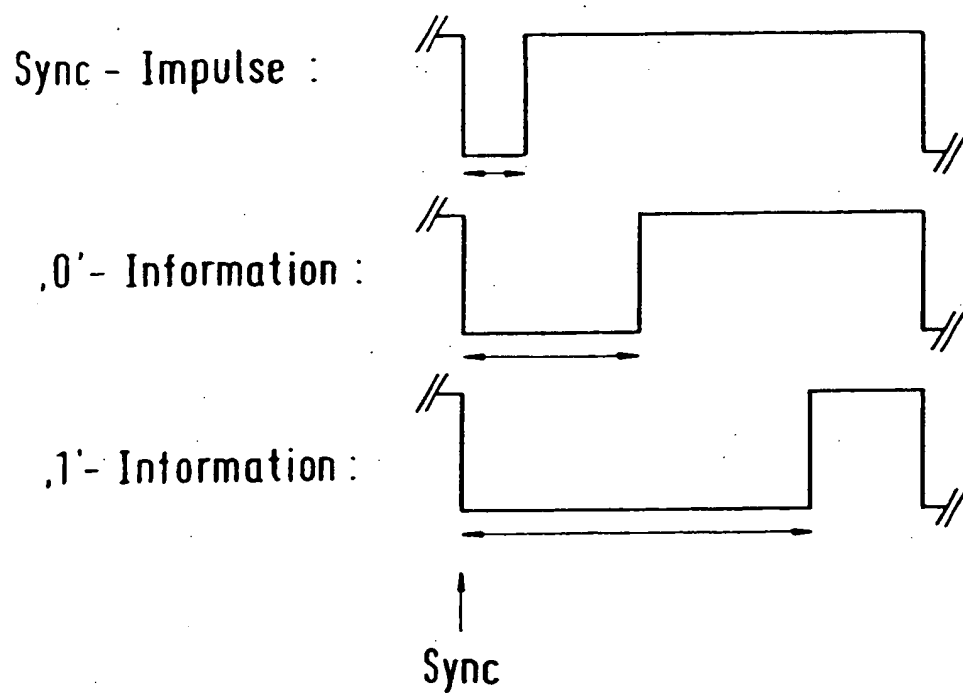 Sync - Impulse :
,0'- Information :
,1'- Information :
Sync